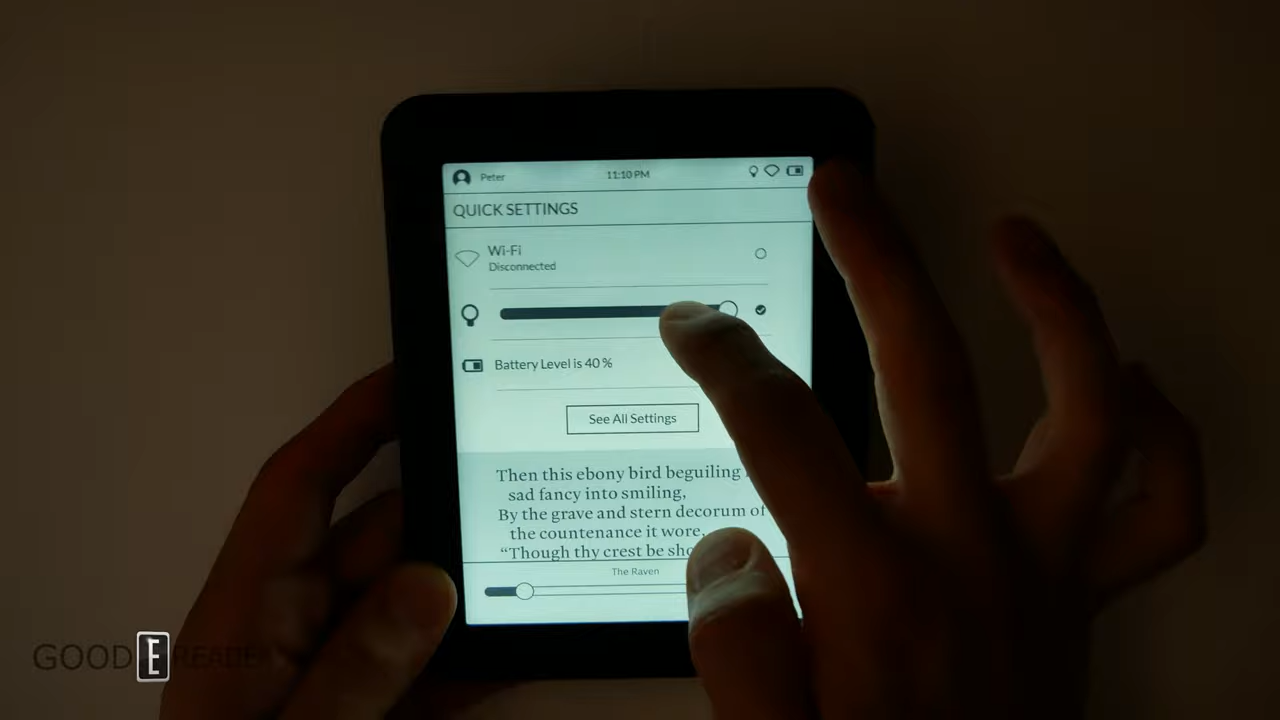 Peter
11:10 PM
QUICK SETTINGS
Wi-Fi
Disconnected
Battery Level is 40 %
See All Settings
Then this ebony bird beguiling
sad fancy into smiling,
By the grave and stern decorum of
the countenance it wore,
“Though thy crest be
The Raven
GOOD E READER